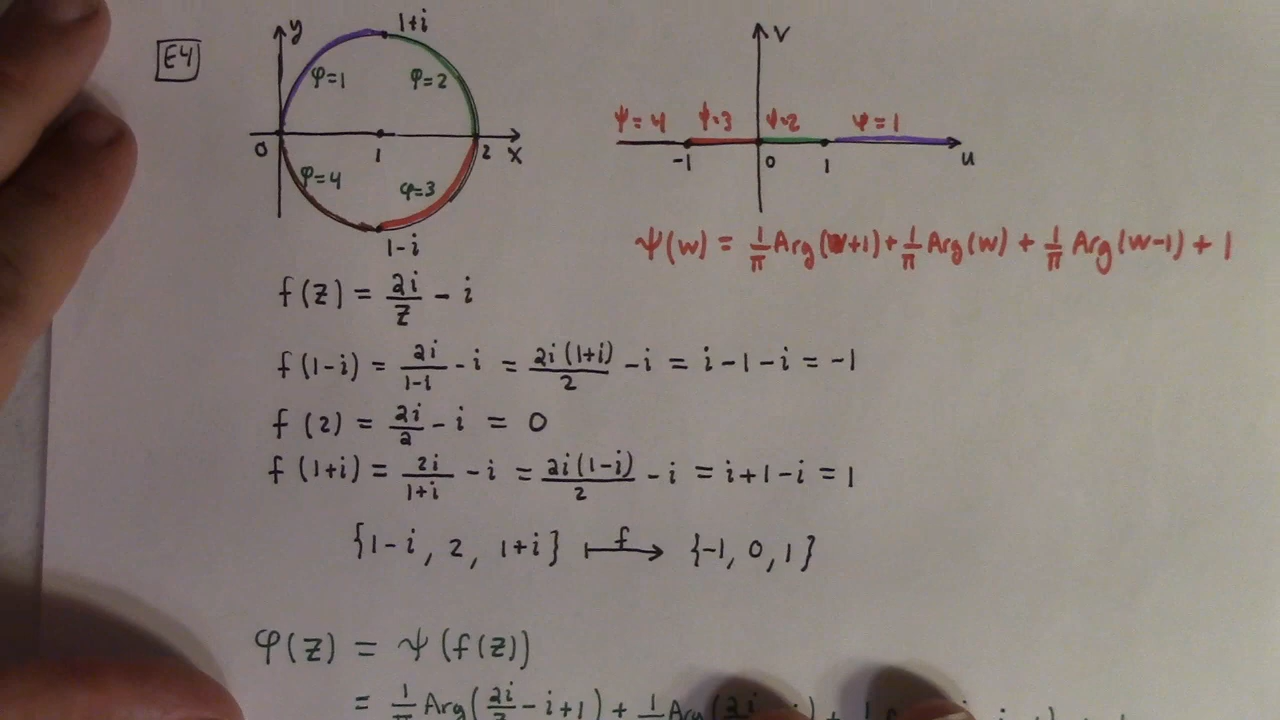 E4
y
1+i
φ=1
φ=2
0
1
2
x
φ=4
φ=3
1-i
v
ψ=4
ψ=3
ψ=2
ψ=1
-1
0
1
u
ψ(w) = 1/π Arg(w+1) + 1/π Arg(w) + 1/π Arg(w-1) + 1
f(z) = 2i/z - i
f(1-i) = 2i/(1-i) - i = 2i(1+i)/2 - i = i-1-i = -1
f(2) = 2i/2 - i = 0
f(1+i) = 2i/(1+i) - i = 2i(1-i)/2 - i = i+1-i = 1
{1-i, 2, 1+i} f ↦ {-1, 0, 1}
φ(z) = ψ(f(z))
= 1/π Arg(2i/z - i+1) + 1/π Arg(2i